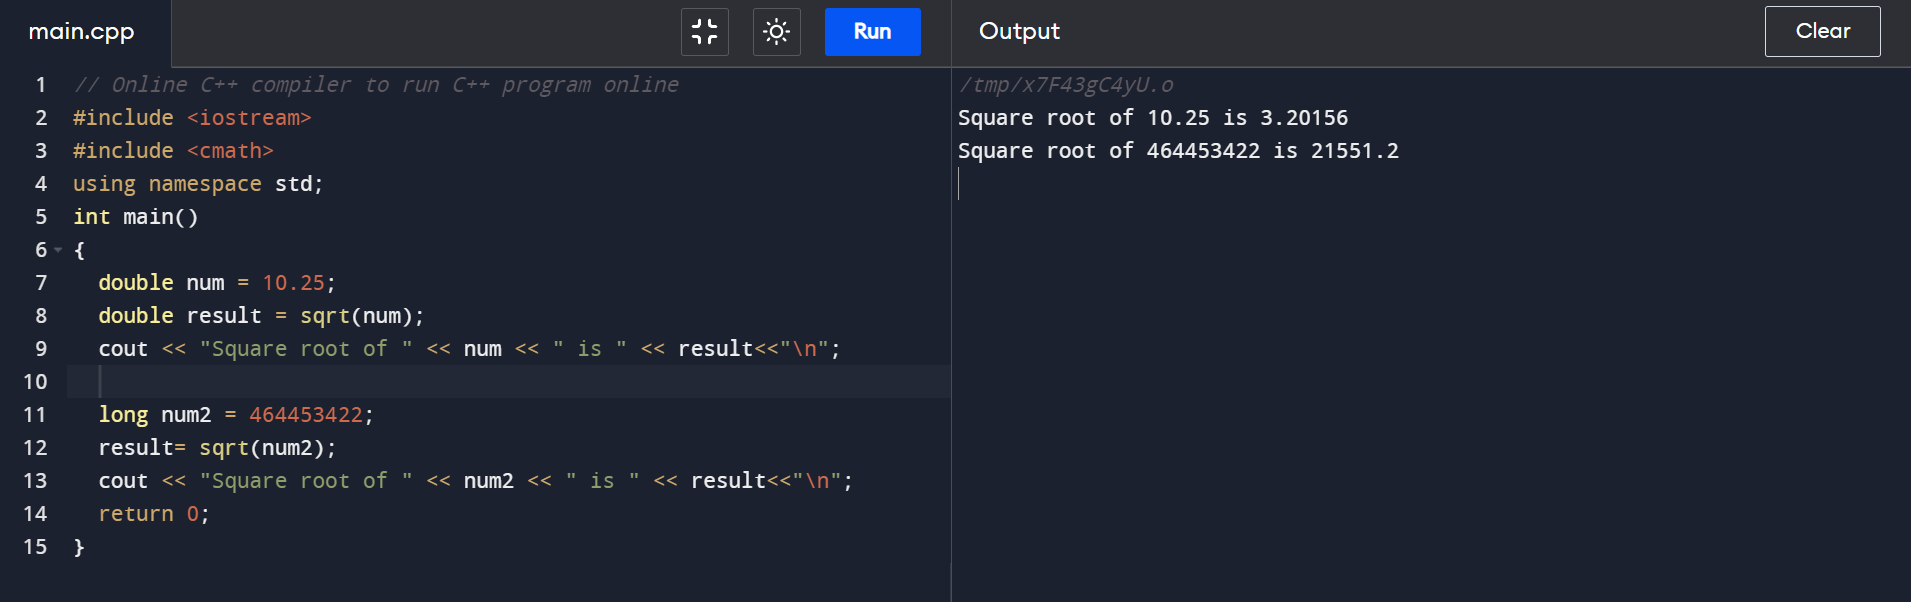 main.cpp
Run
Output
Clear
1 // Online C++ compiler to run C++ program online
2 #include <iostream>
3 #include <cmath>
4 using namespace std;
5 int main()
6 {
7 double num = 10.25;
8 double result = sqrt(num);
9 cout << "Square root of " << num << " is " << result<<"\n";
10
11 long num2 = 464453422;
12 result= sqrt(num2);
13 cout << "Square root of " << num2 << " is " << result<<"\n";
14 return 0;
15 }
/tmp/x7F43gC4yU.o
Square root of 10.25 is 3.20156
Square root of 464453422 is 21551.2